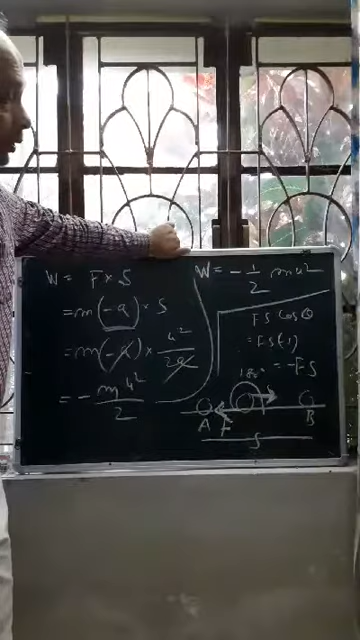 W = F × S
= m(-a) × S
= m(-a) × u²/2a
= - mu²/2
W = - 1/2 mu²
FS cos θ
= FS(-1)
= -FS
180°
S
A F B
S